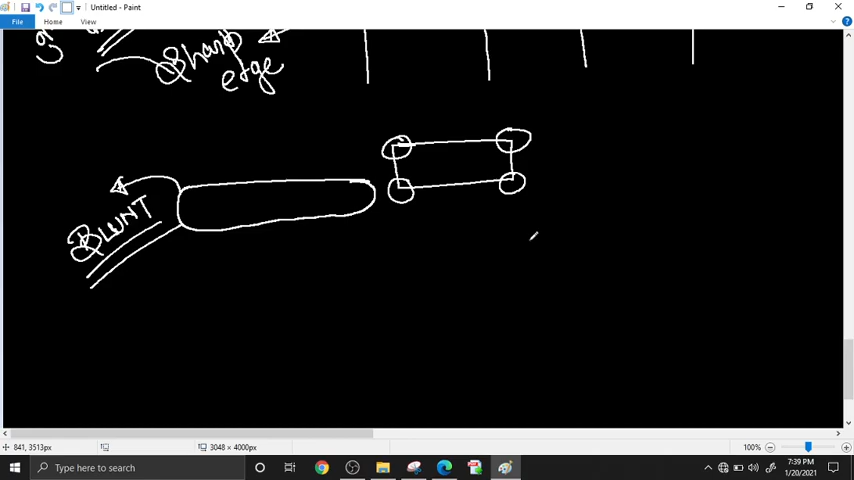 Untitled - Paint
File Home View
Sharp
edge
BLUNT
841, 3513px
3048 × 4000px
100%
Type here to search
7:39 PM
1/20/2021